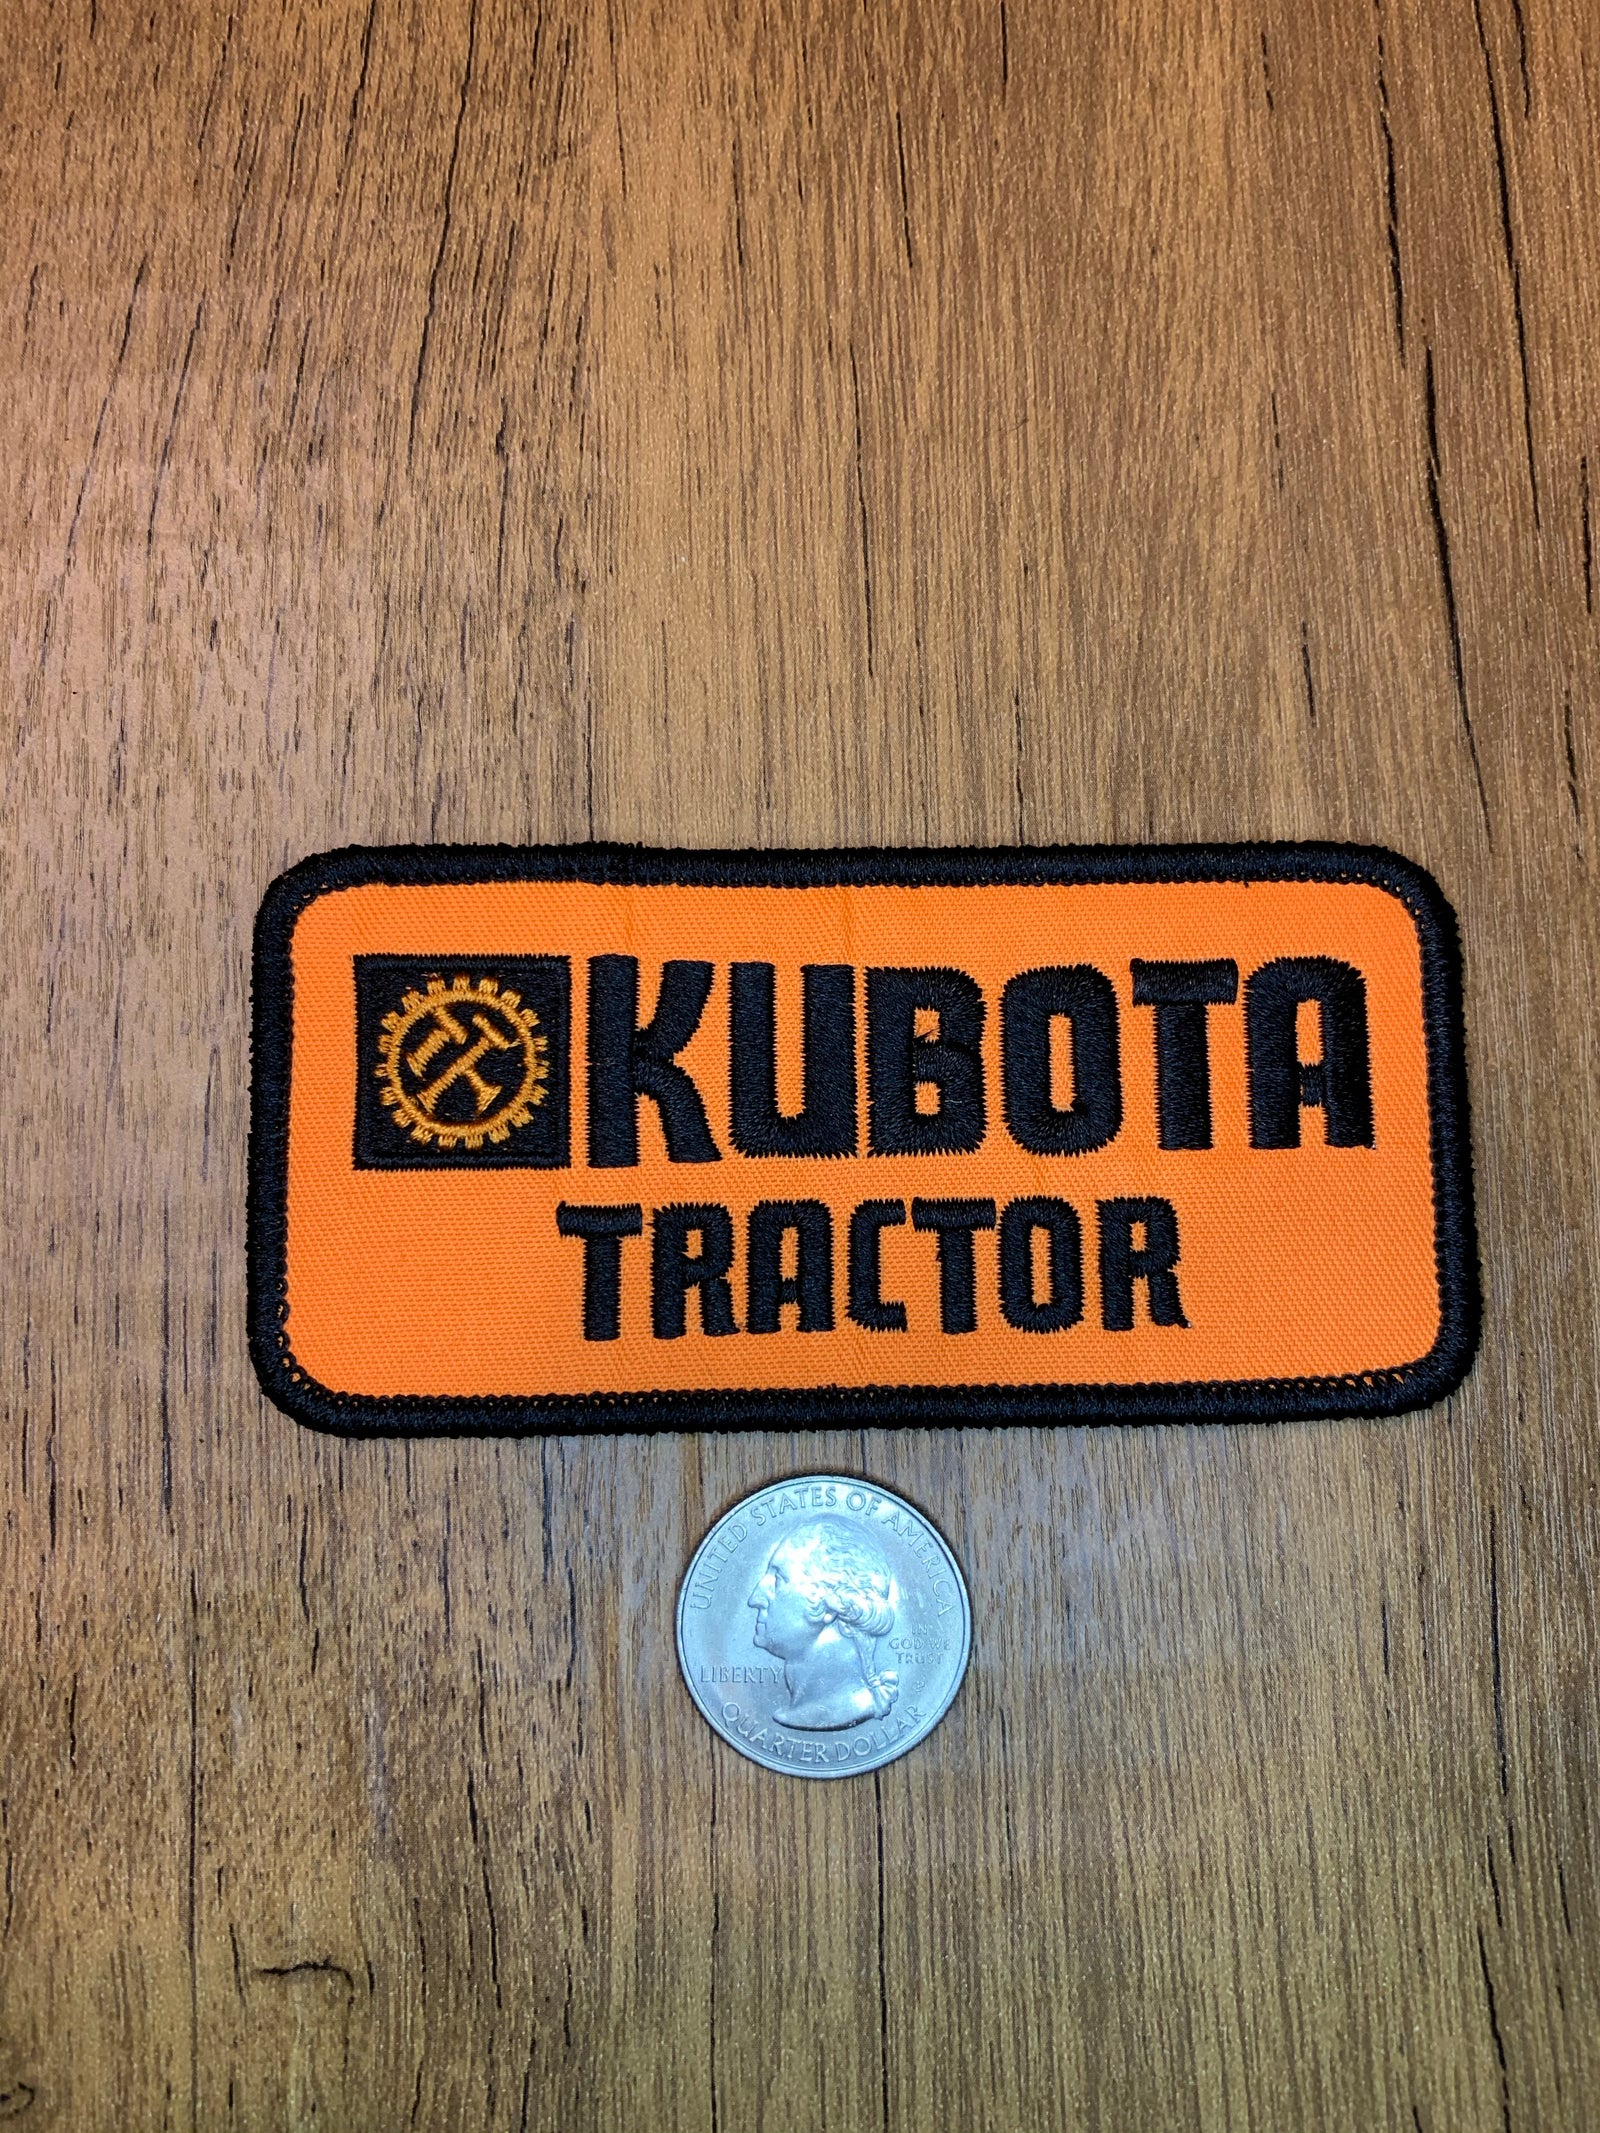 KUBOTA
TRACTOR
UNITED STATES OF AMERICA
LIBERTY
IN
GOD WE
TRUST
QUARTER DOLLAR